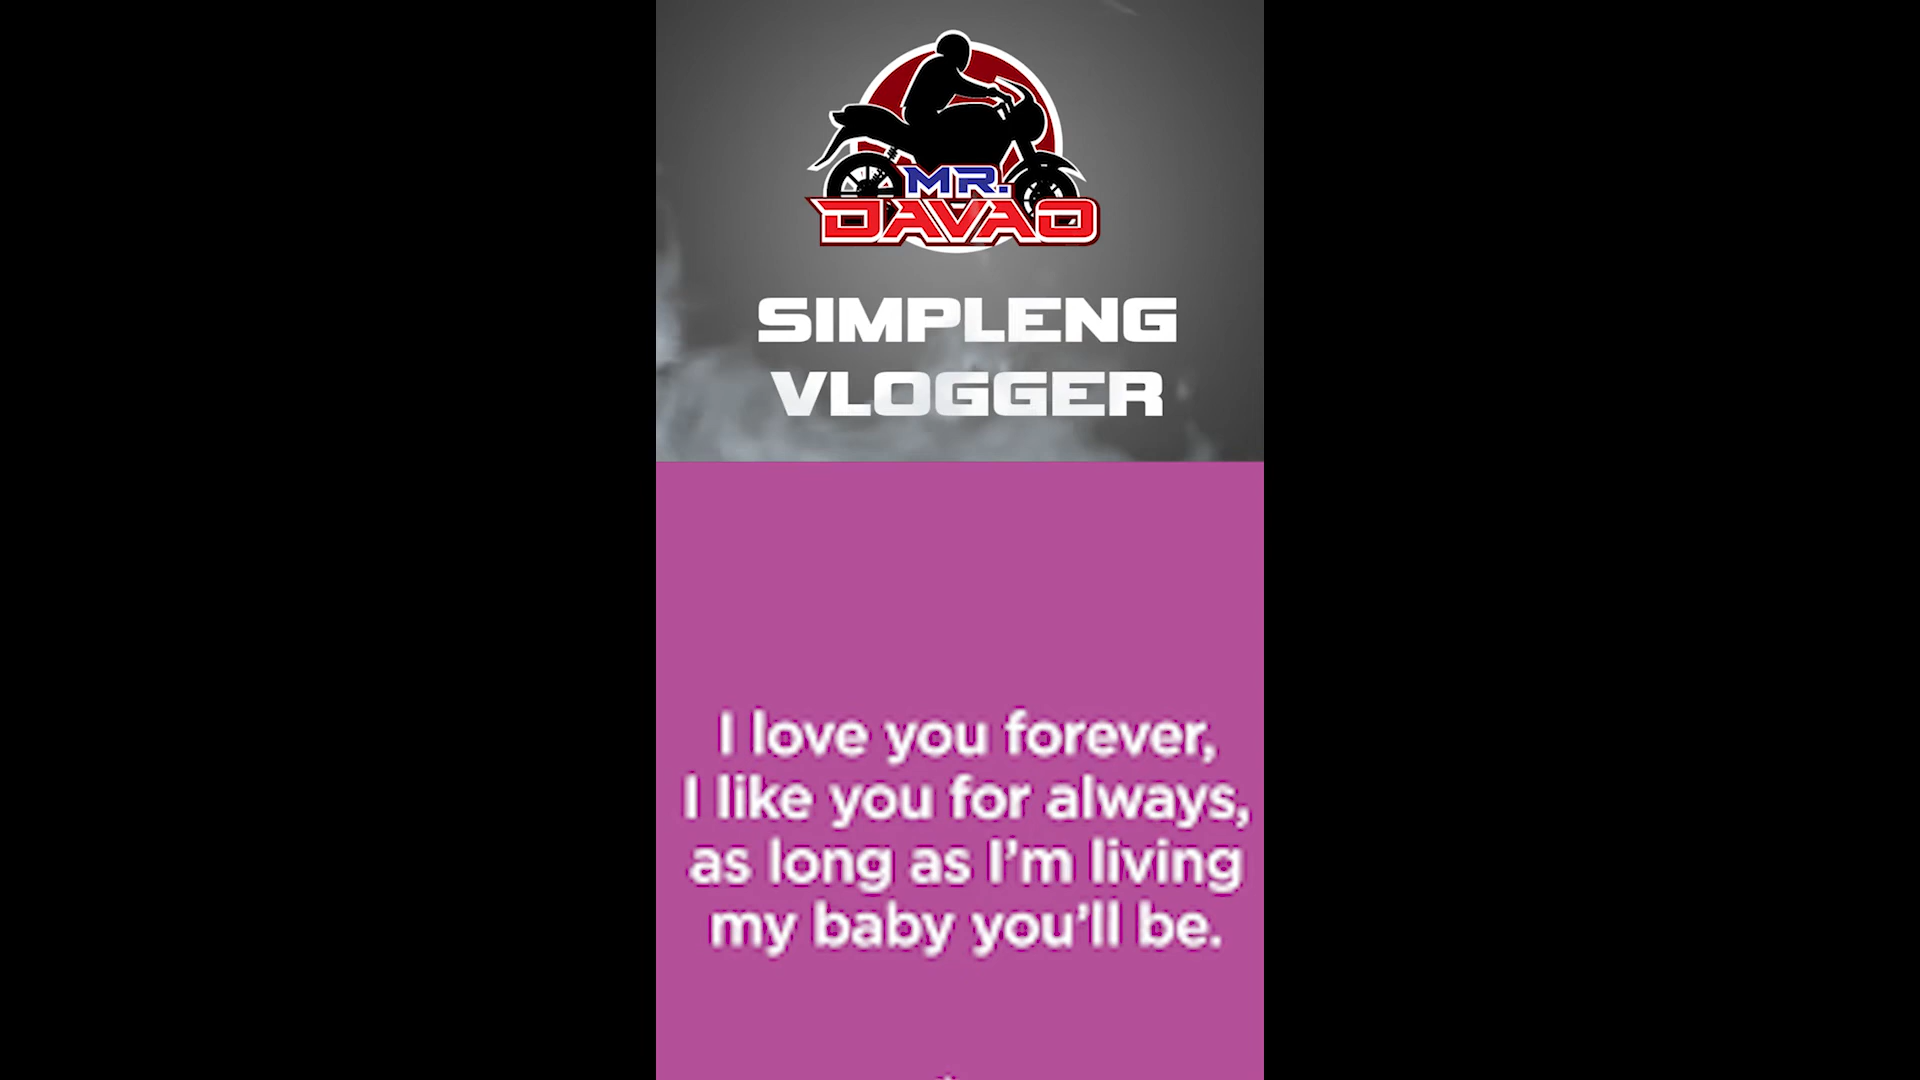 MR.
DAVAO
SIMPLENG
VLOGGER
I love you forever,
I like you for always,
as long as I'm living
my baby you'll be.